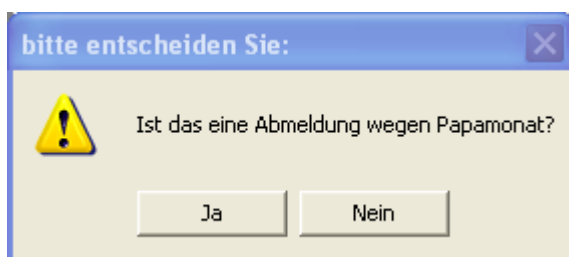 bitte entscheiden Sie:
Ist das eine Abmeldung wegen Papamonat?
Ja
Nein